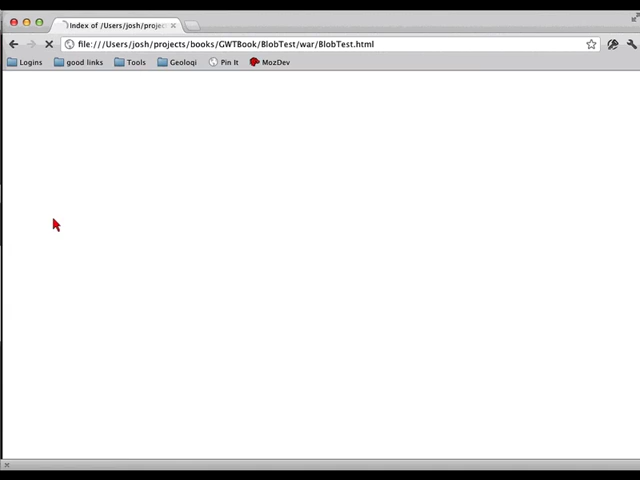 Index of /Users/josh/projec
file:///Users/josh/projects/books/GWTBook/BlobTest/war/BlobTest.html
Logins good links Tools Geoloqi Pin It MozDev